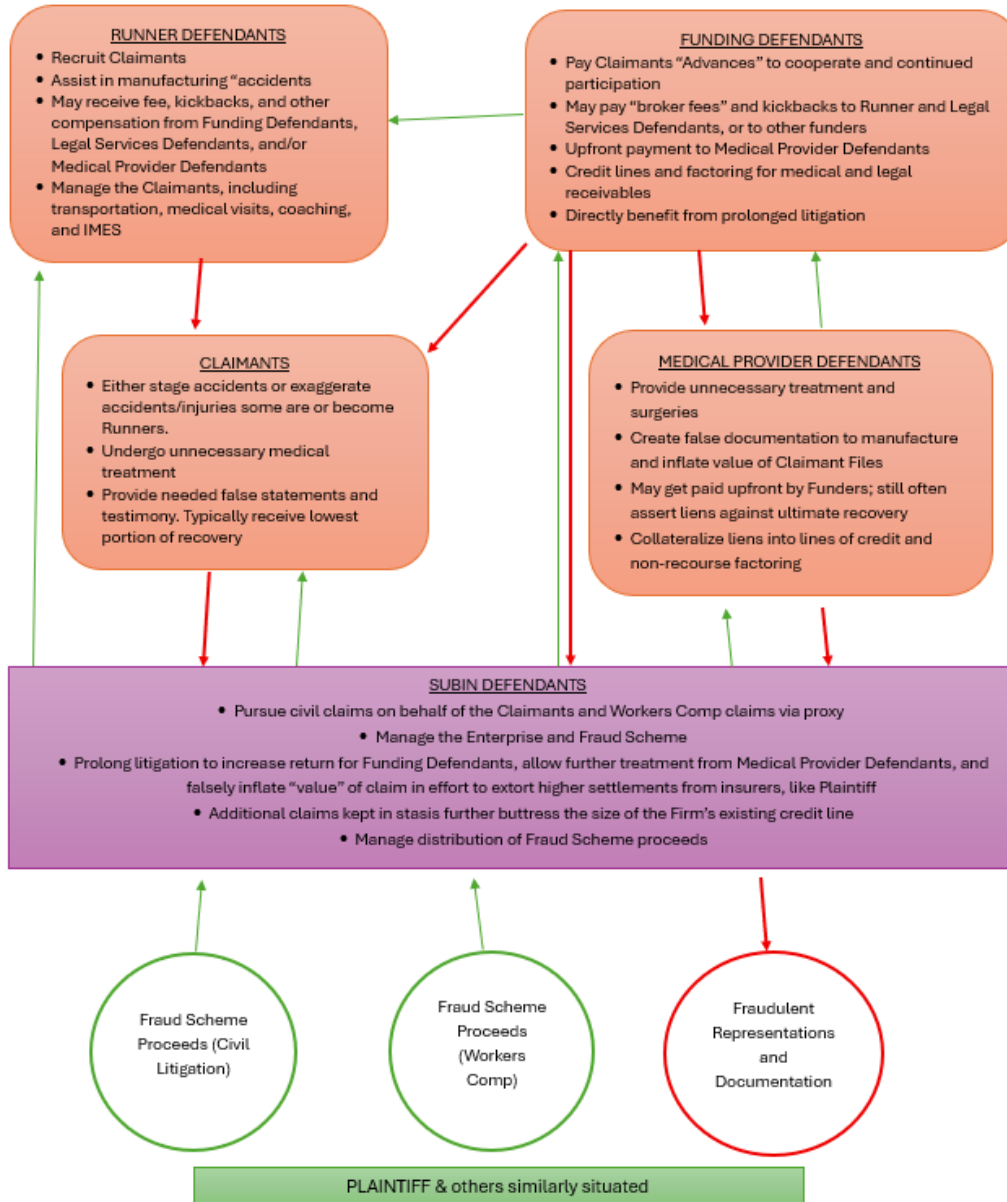 RUNNER DEFENDANTS
• Recruit Claimants
• Assist in manufacturing “accidents
• May receive fee, kickbacks, and other
compensation from Funding Defendants,
Legal Services Defendants, and/or
Medical Provider Defendants
• Manage the Claimants, including
transportation, medical visits, coaching,
and IMES
FUNDING DEFENDANTS
• Pay Claimants “Advances” to cooperate and continued
participation
• May pay “broker fees” and kickbacks to Runner and Legal
Services Defendants, or to other funders
• Upfront payment to Medical Provider Defendants
• Credit lines and factoring for medical and legal
receivables
• Directly benefit from prolonged litigation
CLAIMANTS
• Either stage accidents or exaggerate
accidents/injuries some are or become
Runners.
• Undergo unnecessary medical
treatment
• Provide needed false statements and
testimony. Typically receive lowest
portion of recovery
MEDICAL PROVIDER DEFENDANTS
• Provide unnecessary treatment and
surgeries
• Create false documentation to manufacture
and inflate value of Claimant Files
• May get paid upfront by Funders; still often
assert liens against ultimate recovery
• Collateralize liens into lines of credit and
non-recourse factoring
SUBIN DEFENDANTS
• Pursue civil claims on behalf of the Claimants and Workers Comp claims via proxy
• Manage the Enterprise and Fraud Scheme
• Prolong litigation to increase return for Funding Defendants, allow further treatment from Medical Provider Defendants, and
falsely inflate “value” of claim in effort to extort higher settlements from insurers, like Plaintiff
• Additional claims kept in stasis further buttress the size of the Firm’s existing credit line
• Manage distribution of Fraud Scheme proceeds
Fraud Scheme
Proceeds (Civil
Litigation)
Fraud Scheme
Proceeds
(Workers
Comp)
Fraudulent
Representations
and
Documentation
PLAINTIFF & others similarly situated